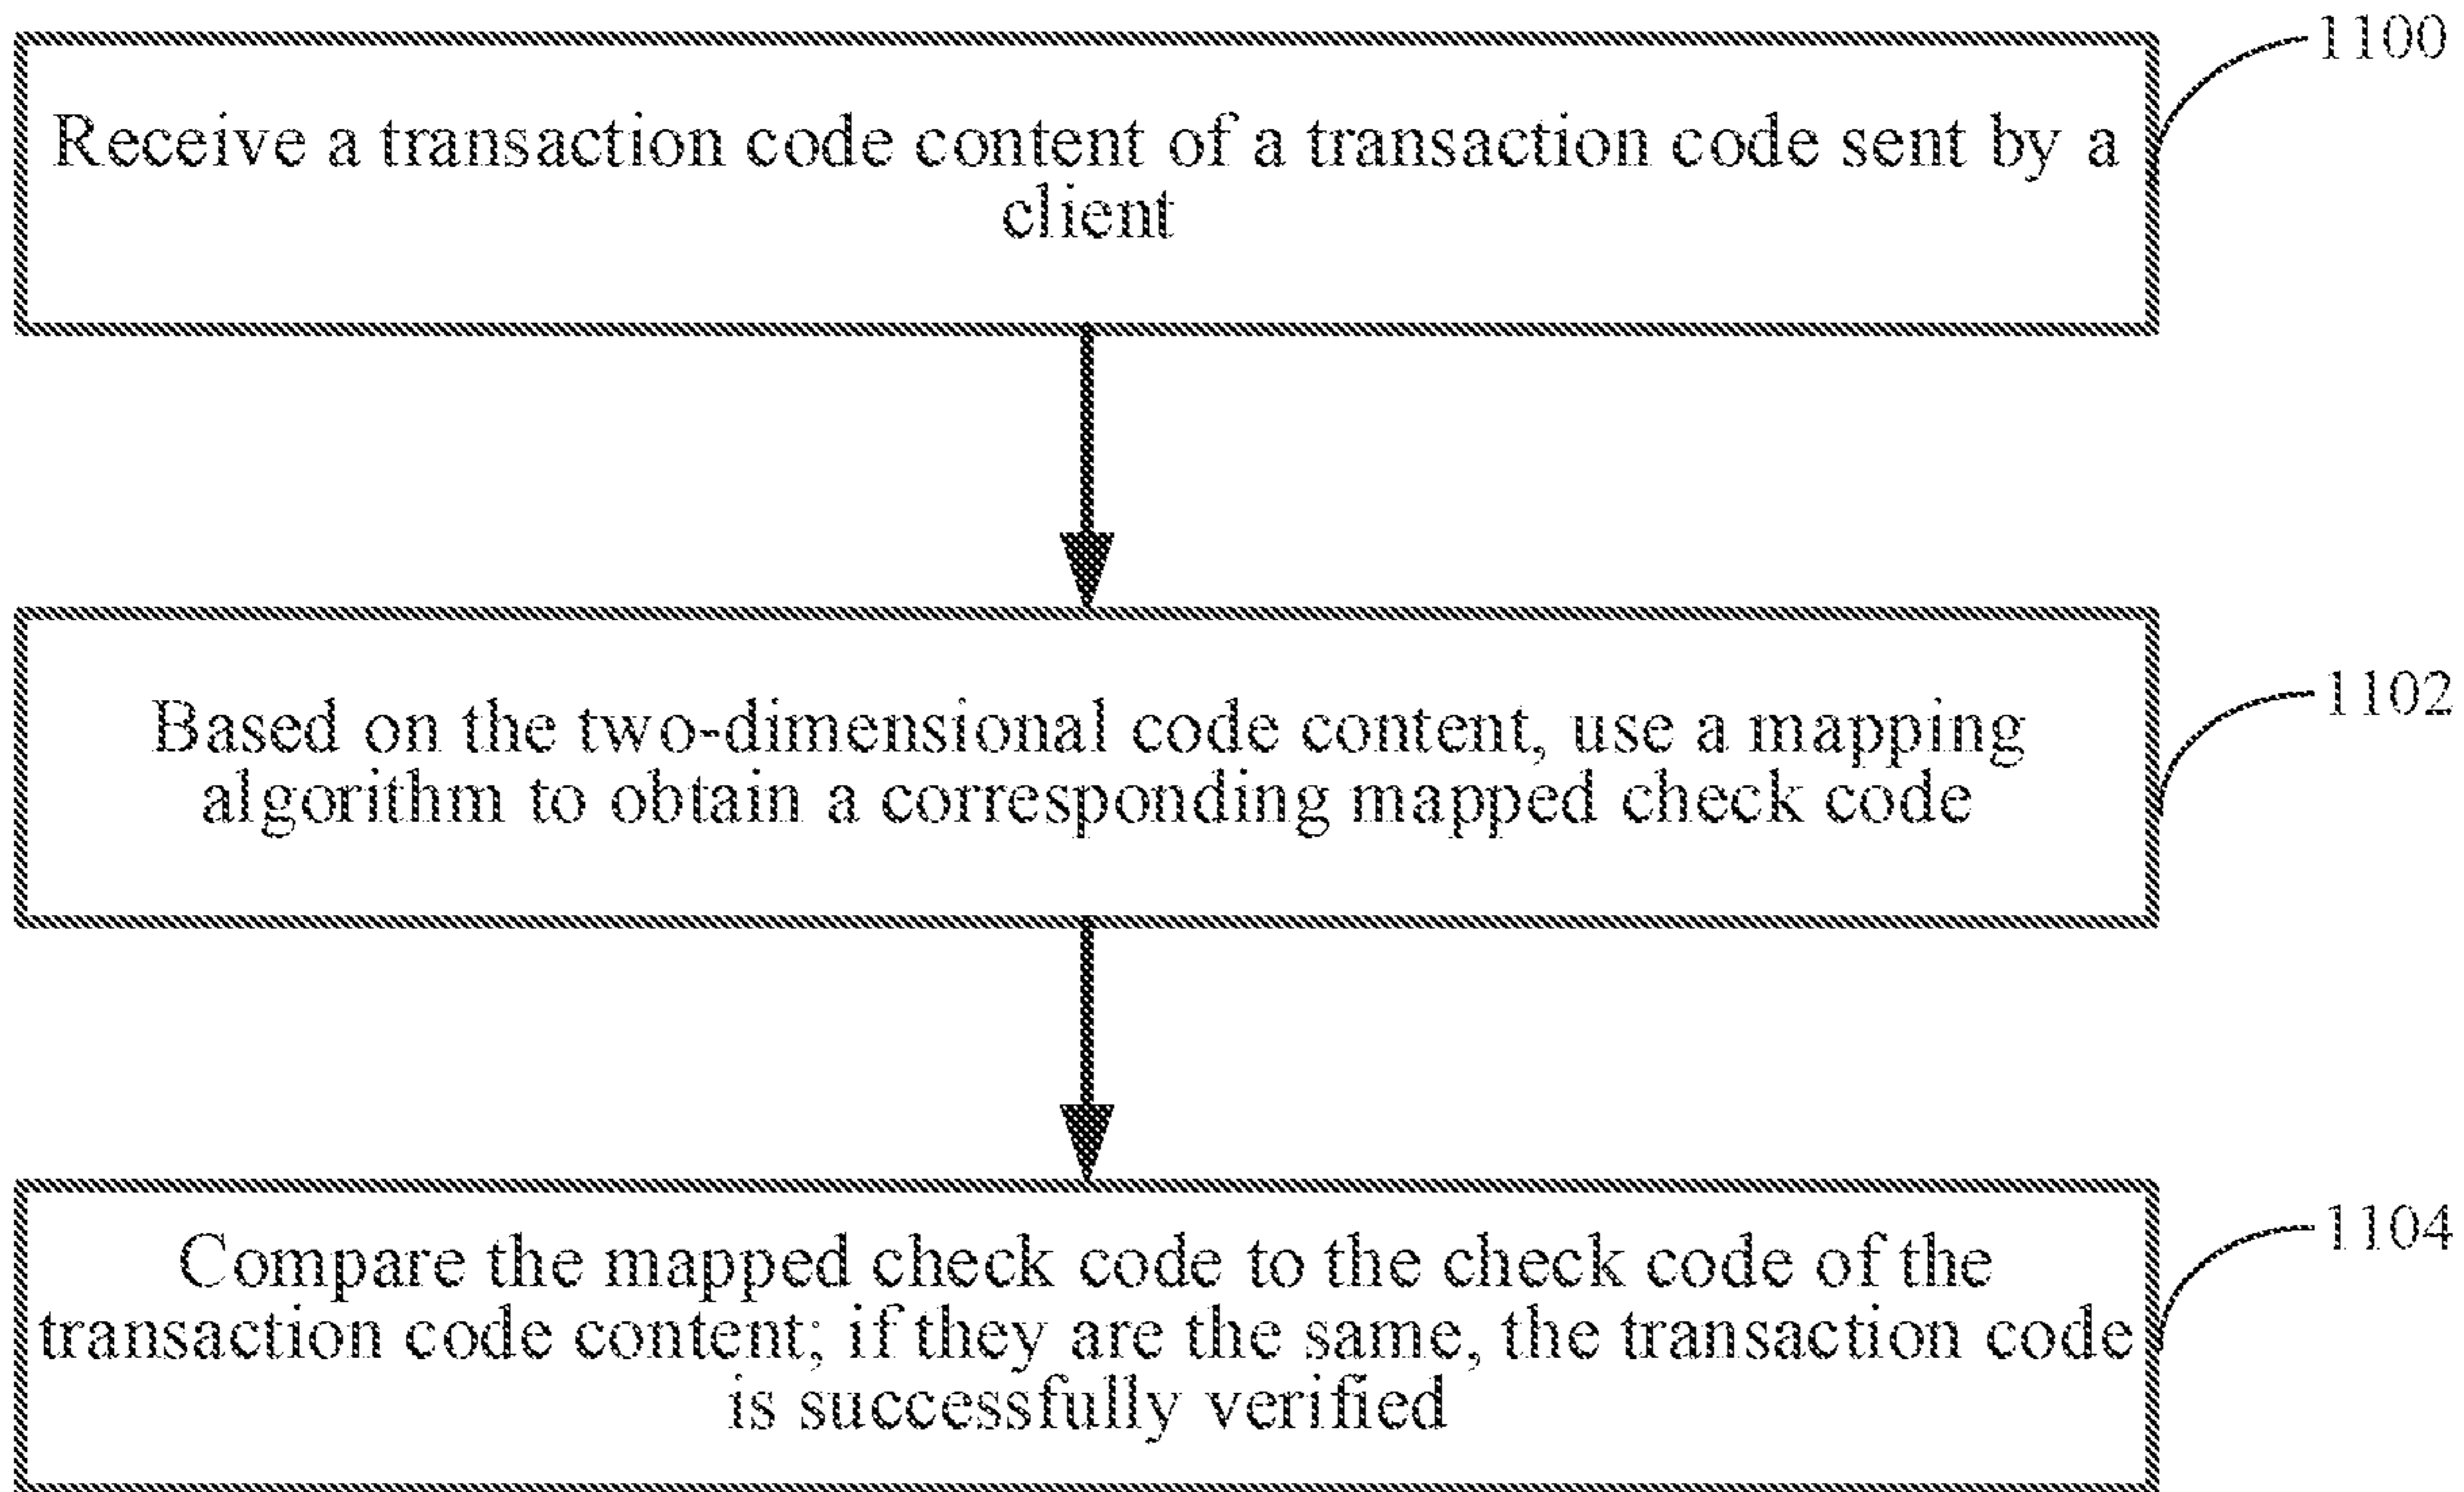 1100
Receive a transaction code content of a transaction code sent by a
client
1102
Based on the two-dimensional code content, use a mapping
algorithm to obtain a corresponding mapped check code
1104
Compare the mapped check code to the check code of the
transaction code content; if they are the same, the transaction code
is successfully verified